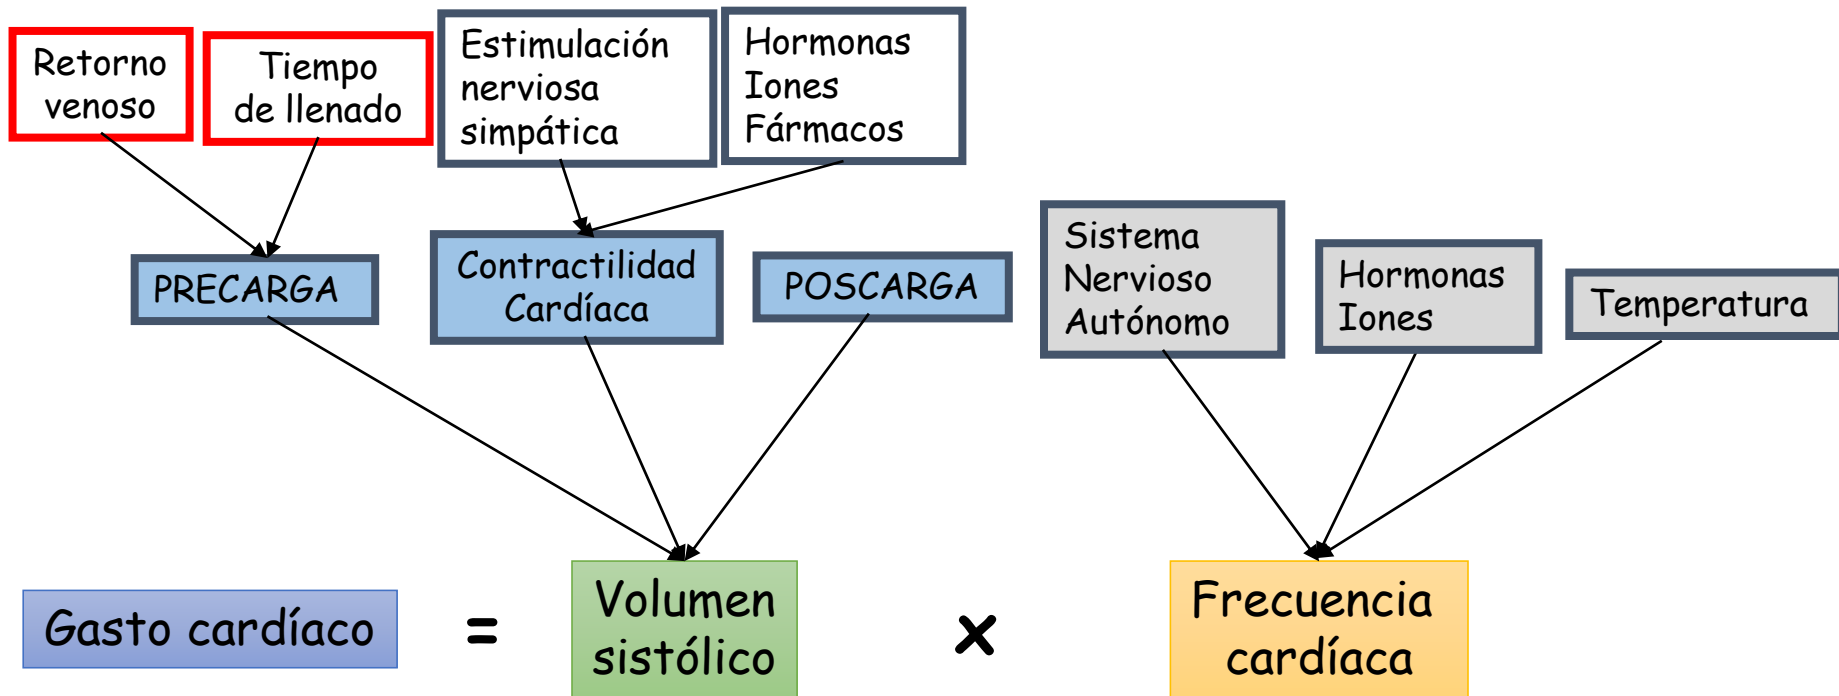 Retorno
venoso
Tiempo
de llenado
Estimulación
nerviosa
simpática
Hormonas
Iones
Fármacos
PRECARGA
Contractilidad
Cardíaca
POSCARGA
Sistema
Nervioso
Autónomo
Hormonas
Iones
Temperatura
Gasto cardíaco
=
Volumen
sistólico
x
Frecuencia
cardíaca